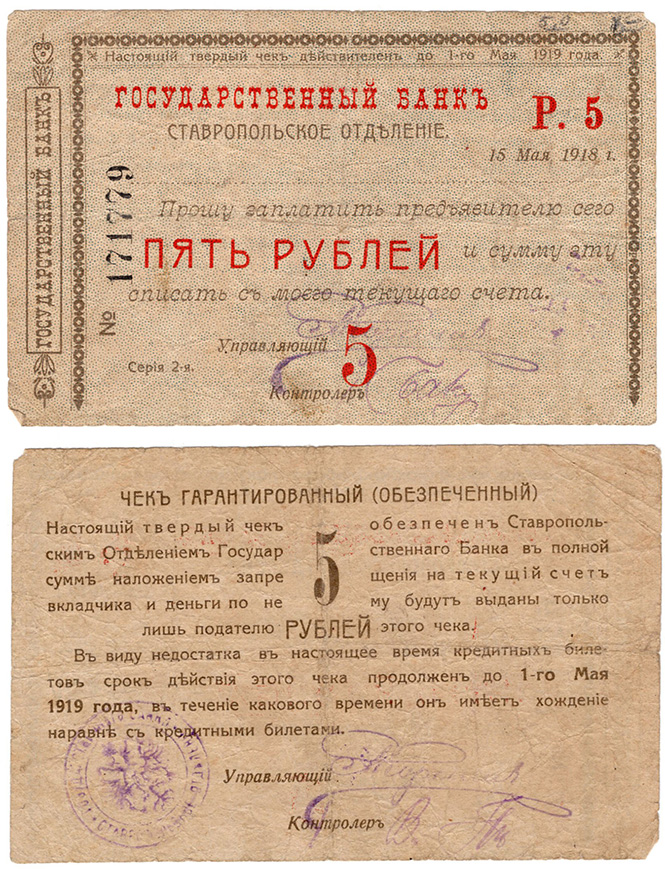 Настоящій твердый чекъ дѣйствителенъ до 1-го Мая 1919 года.
ГОСУДАРСТВЕННЫЙ БАНКЪ
ГОСУДАРСТВЕННЫЙ БАНКЪ
Р. 5
СТАВРОПОЛЬСКОЕ ОТДѢЛЕНІЕ.
15 Мая 1918 г.
№ 171779
Прошу заплатить предъявителю сего
ПЯТЬ РУБЛЕЙ и сумму эту
списать съ моего текущаго счета.
Управляющій
5
Серія 2-я.
Контролеръ
ЧЕКЪ ГАРАНТИРОВАННЫЙ (ОБЕЗПЕЧЕННЫЙ)
Настоящій твердый чекъ обезпеченъ Ставрополь-
скимъ Отдѣленіемъ Государ ственнаго Банка въ полной
суммѣ наложеніемъ запре щенія на текущій счетъ
вкладчика и деньги по не му будутъ выданы только
5
лишь подателю РУБЛЕЙ этого чека.
Въ виду недостатка въ настоящее время кредитныхъ биле-
товъ срокъ дѣйствія этого чека продолженъ до 1-го Мая
1919 года, въ теченіе какового времени онъ имѣетъ хожденіе
наравнѣ съ кредитными билетами.
Управляющій
Контролеръ